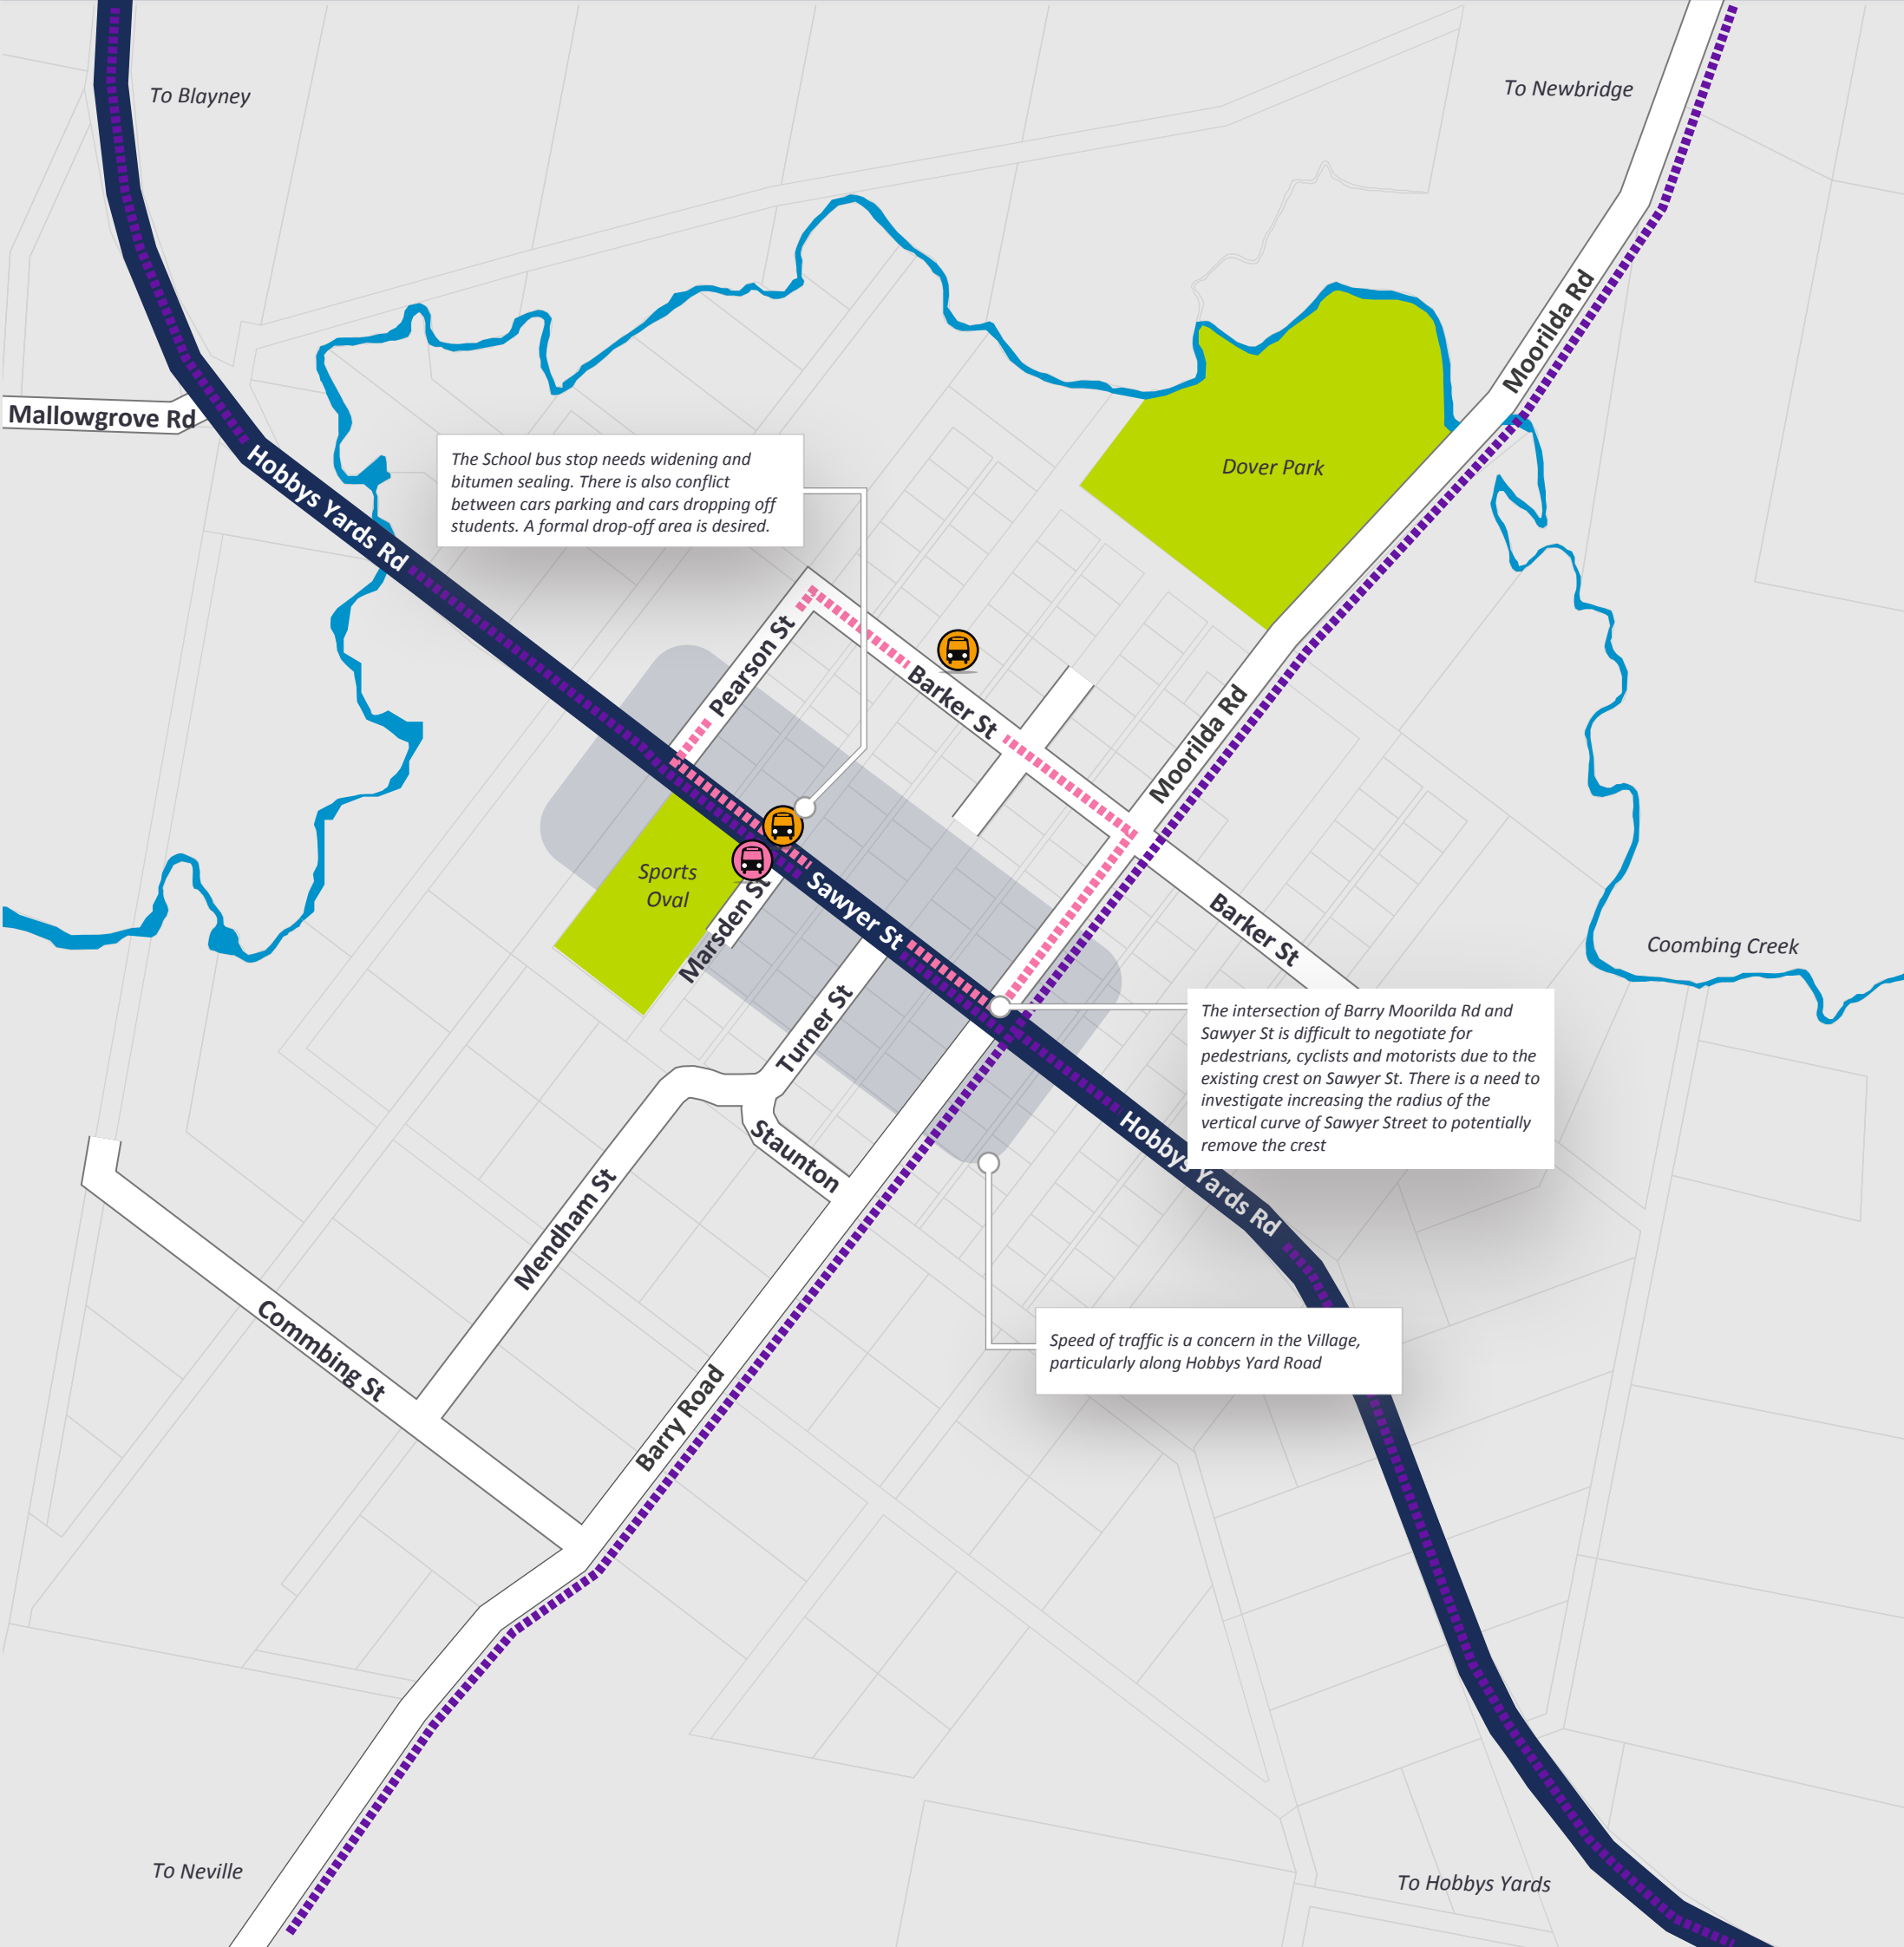 To Blayney
To Newbridge
Moorilda Rd
Mallowgrove Rd
Hobbys Yards Rd
The School bus stop needs widening and
bitumen sealing. There is also conflict
between cars parking and cars dropping off
students. A formal drop-off area is desired.
Dover Park
Pearson St
Barker St
Moorilda Rd
Sports
Oval
Marsden St
Sawyer St
Barker St
Coombing Creek
Turner St
The intersection of Barry Moorilda Rd and
Sawyer St is difficult to negotiate for
pedestrians, cyclists and motorists due to the
existing crest on Sawyer St. There is a need to
investigate increasing the radius of the
vertical curve of Sawyer Street to potentially
remove the crest
Hobbys Yards Rd
Staunton
Mendham St
Commbing St
Speed of traffic is a concern in the Village,
particularly along Hobbys Yard Road
Barry Road
To Neville
To Hobbys Yards